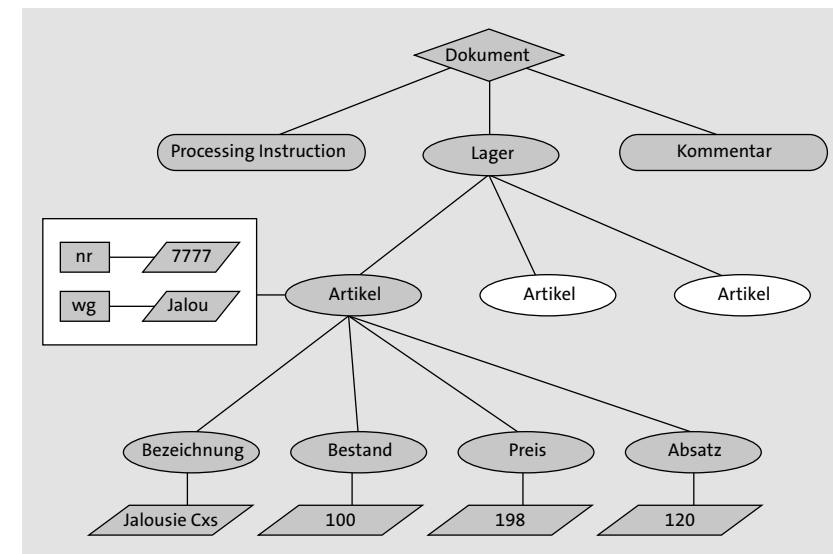 Dokument
Processing Instruction
Lager
Kommentar
nr
7777
wg
Jalou
Artikel
Artikel
Artikel
Bezeichnung
Bestand
Preis
Absatz
Jalousie Cxs
100
198
120